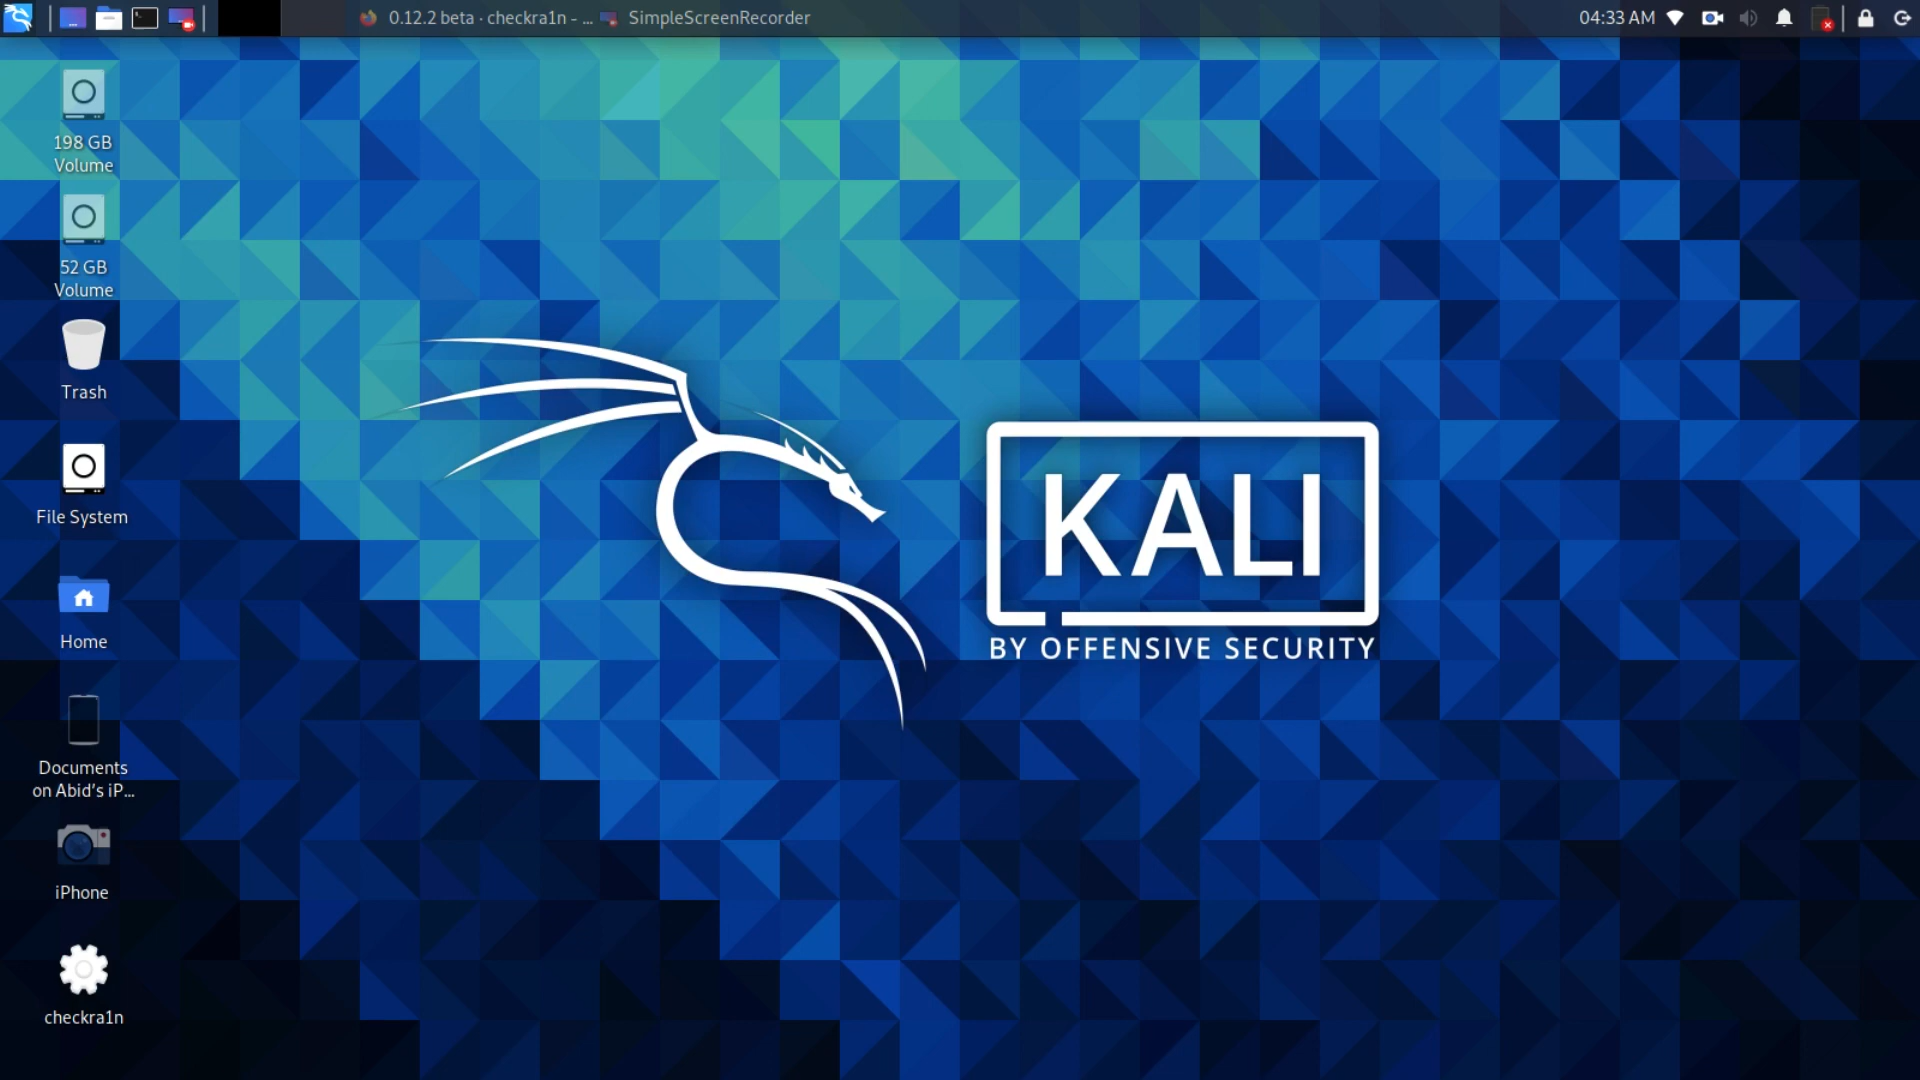 0.12.2 beta · checkra1n - ...
SimpleScreenRecorder
04:33 AM
198 GB
Volume
52 GB
Volume
Trash
File System
Home
Documents
on Abid's iP...
iPhone
checkra1n
KALI
BY OFFENSIVE SECURITY